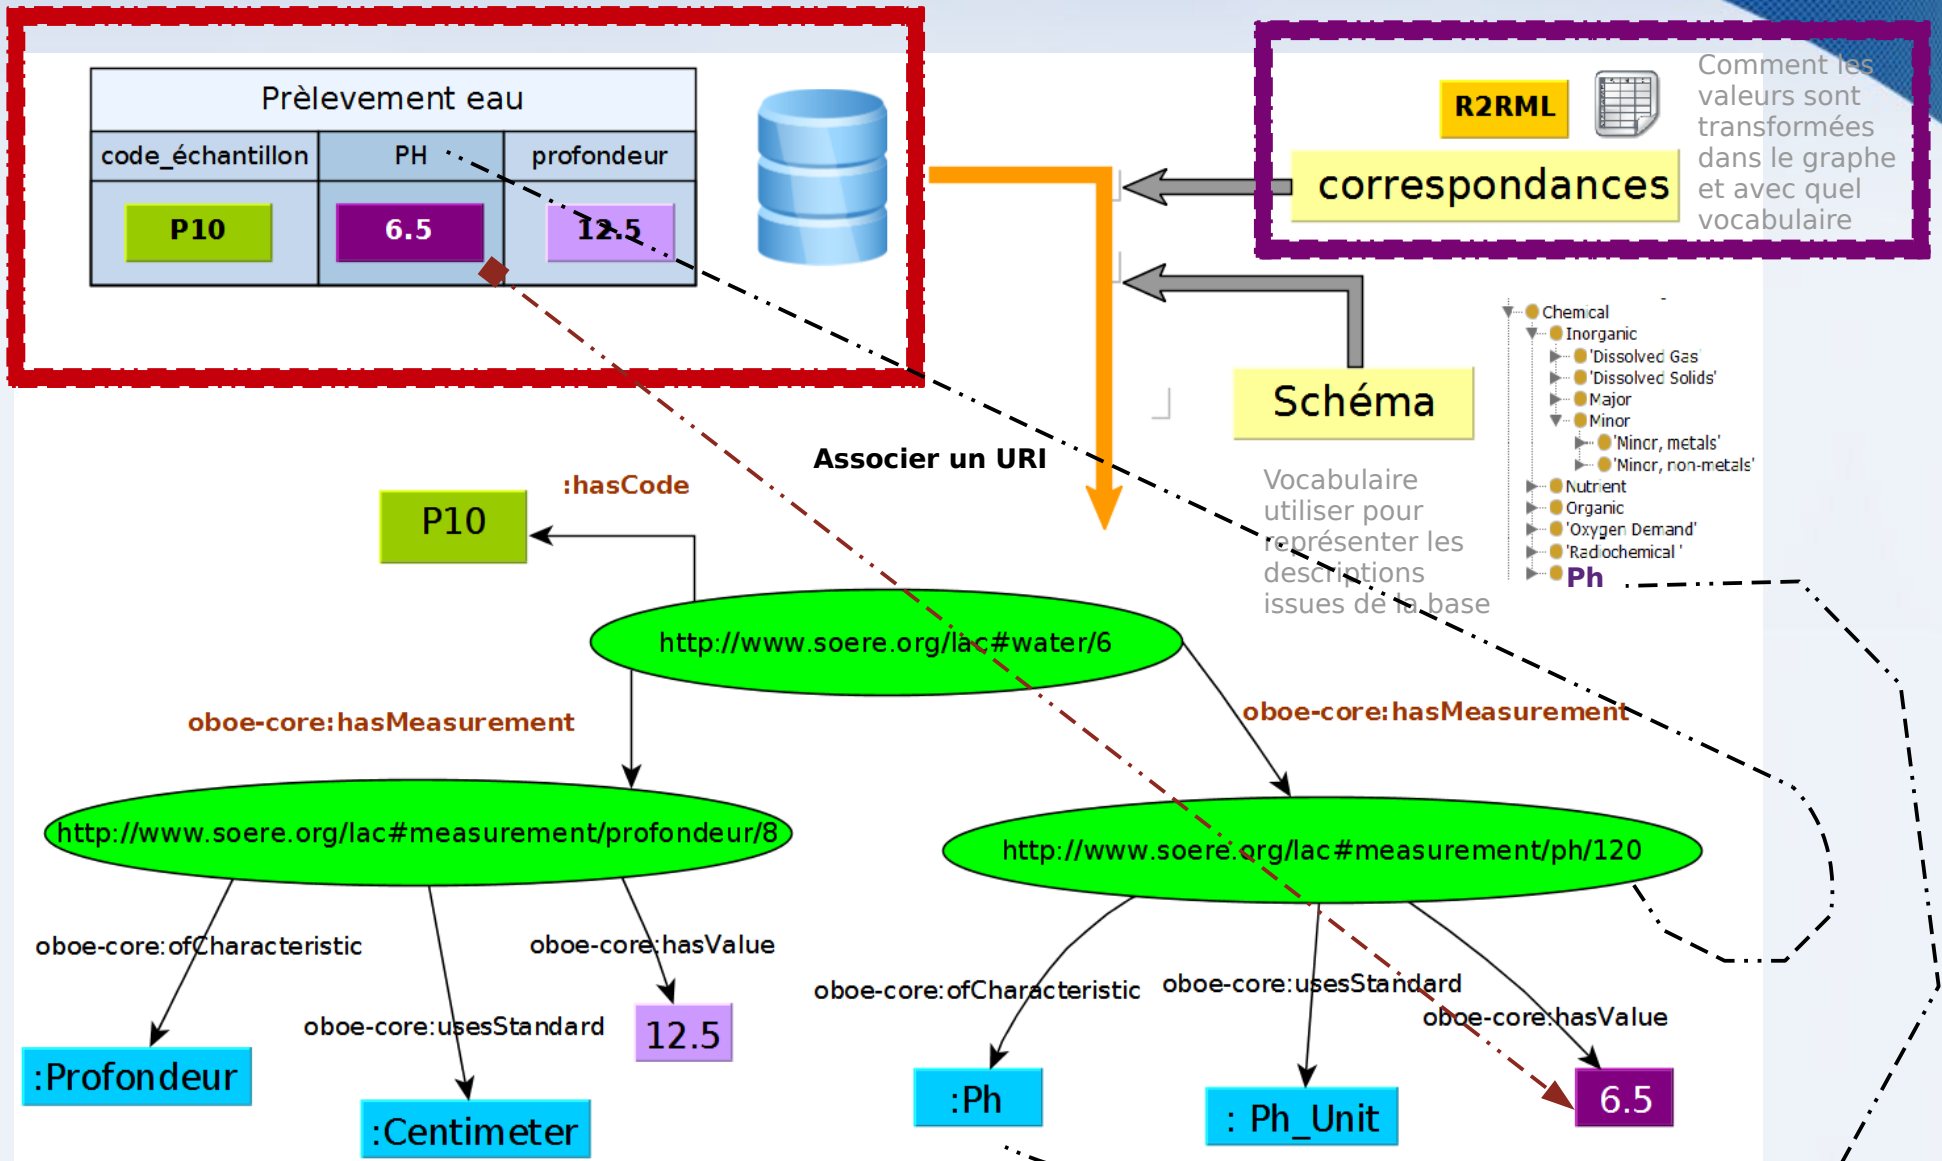 Prèlevement eau
code_échantillon
PH
profondeur
P10
6.5
12.5
R2RML
correspondances
Comment les
valeurs sont
transformées
dans le graphe
et avec quel
vocabulaire
Schéma
Vocabulaire
utiliser pour
représenter les
descriptions
issues de la base
Chemical
Inorganic
'Dissolved Gas'
'Dissolved Solids'
Major
Minor
'Minor, metals'
'Minor, non-metals'
Nutrient
Organic
'Oxygen Demand'
'Radiochemical '
Ph
Associer un URI
:hasCode
P10
http://www.soere.org/lac#water/6
oboe-core:hasMeasurement
oboe-core:hasMeasurement
http://www.soere.org/lac#measurement/profondeur/8
http://www.soere.org/lac#measurement/ph/120
oboe-core:ofCharacteristic
oboe-core:hasValue
oboe-core:usesStandard
oboe-core:ofCharacteristic
oboe-core:usesStandard
oboe-core:hasValue
:Profondeur
:Centimeter
12.5
:Ph
: Ph_Unit
6.5